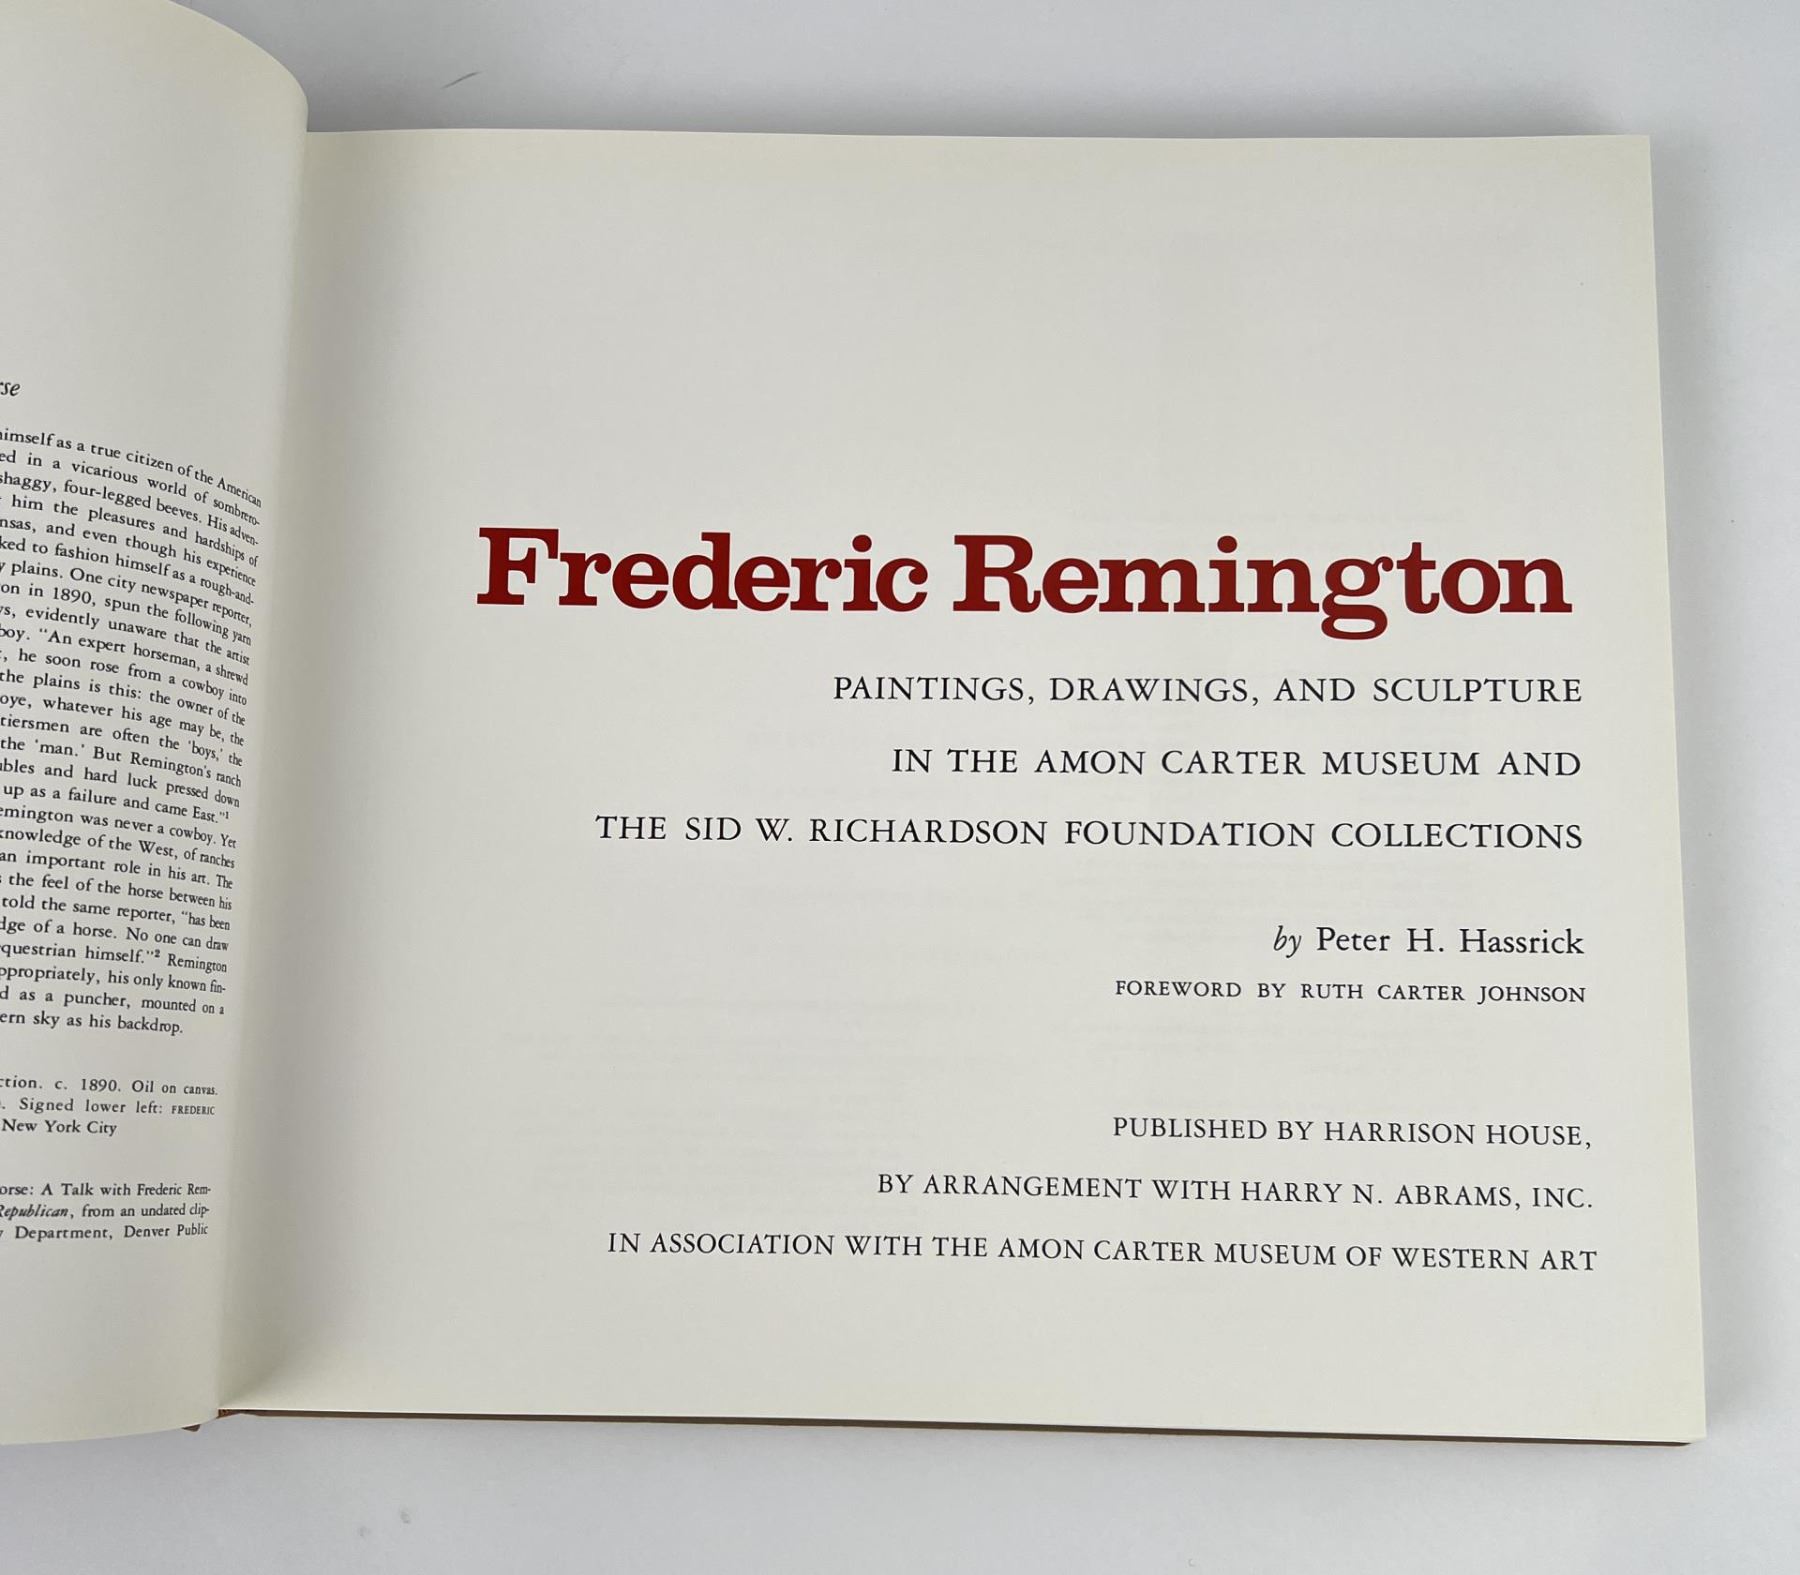 himself as a true citizen of the American
in a vicarious world of sombrero-
shaggy, four-legged beeves. His adven-
him the pleasures and hardships of
and even though his experience
to fashion himself as a rough-and-
plains. One city newspaper reporter,
on in 1890, spun the following yarn
evidently unaware that the artist
boy. "An expert horseman, a shrewd
he soon rose from a cowboy into
the plains is this: the owner of the
whatever his age may be, the
tiersmen are often the 'boys,' the
the 'man.' But Remington's ranch
and hard luck pressed down
up as a failure and came East."1
emington was never a cowboy. Yet
knowledge of the West, of ranches
an important role in his art. The
the feel of the horse between his
told the same reporter, "has been
dge of a horse. No one can draw
questrian himself."2 Remington
ppropriately, his only known fin-
d as a puncher, mounted on a
ern sky as his backdrop.
ction. c. 1890. Oil on canvas.
Signed lower left: FREDERIC
New York City
orse: A Talk with Frederic Rem-
Republican, from an undated clip-
Department, Denver Public
Frederic Remington
PAINTINGS, DRAWINGS, AND SCULPTURE
IN THE AMON CARTER MUSEUM AND
THE SID W. RICHARDSON FOUNDATION COLLECTIONS
by Peter H. Hassrick
FOREWORD BY RUTH CARTER JOHNSON
PUBLISHED BY HARRISON HOUSE,
BY ARRANGEMENT WITH HARRY N. ABRAMS, INC.
IN ASSOCIATION WITH THE AMON CARTER MUSEUM OF WESTERN ART